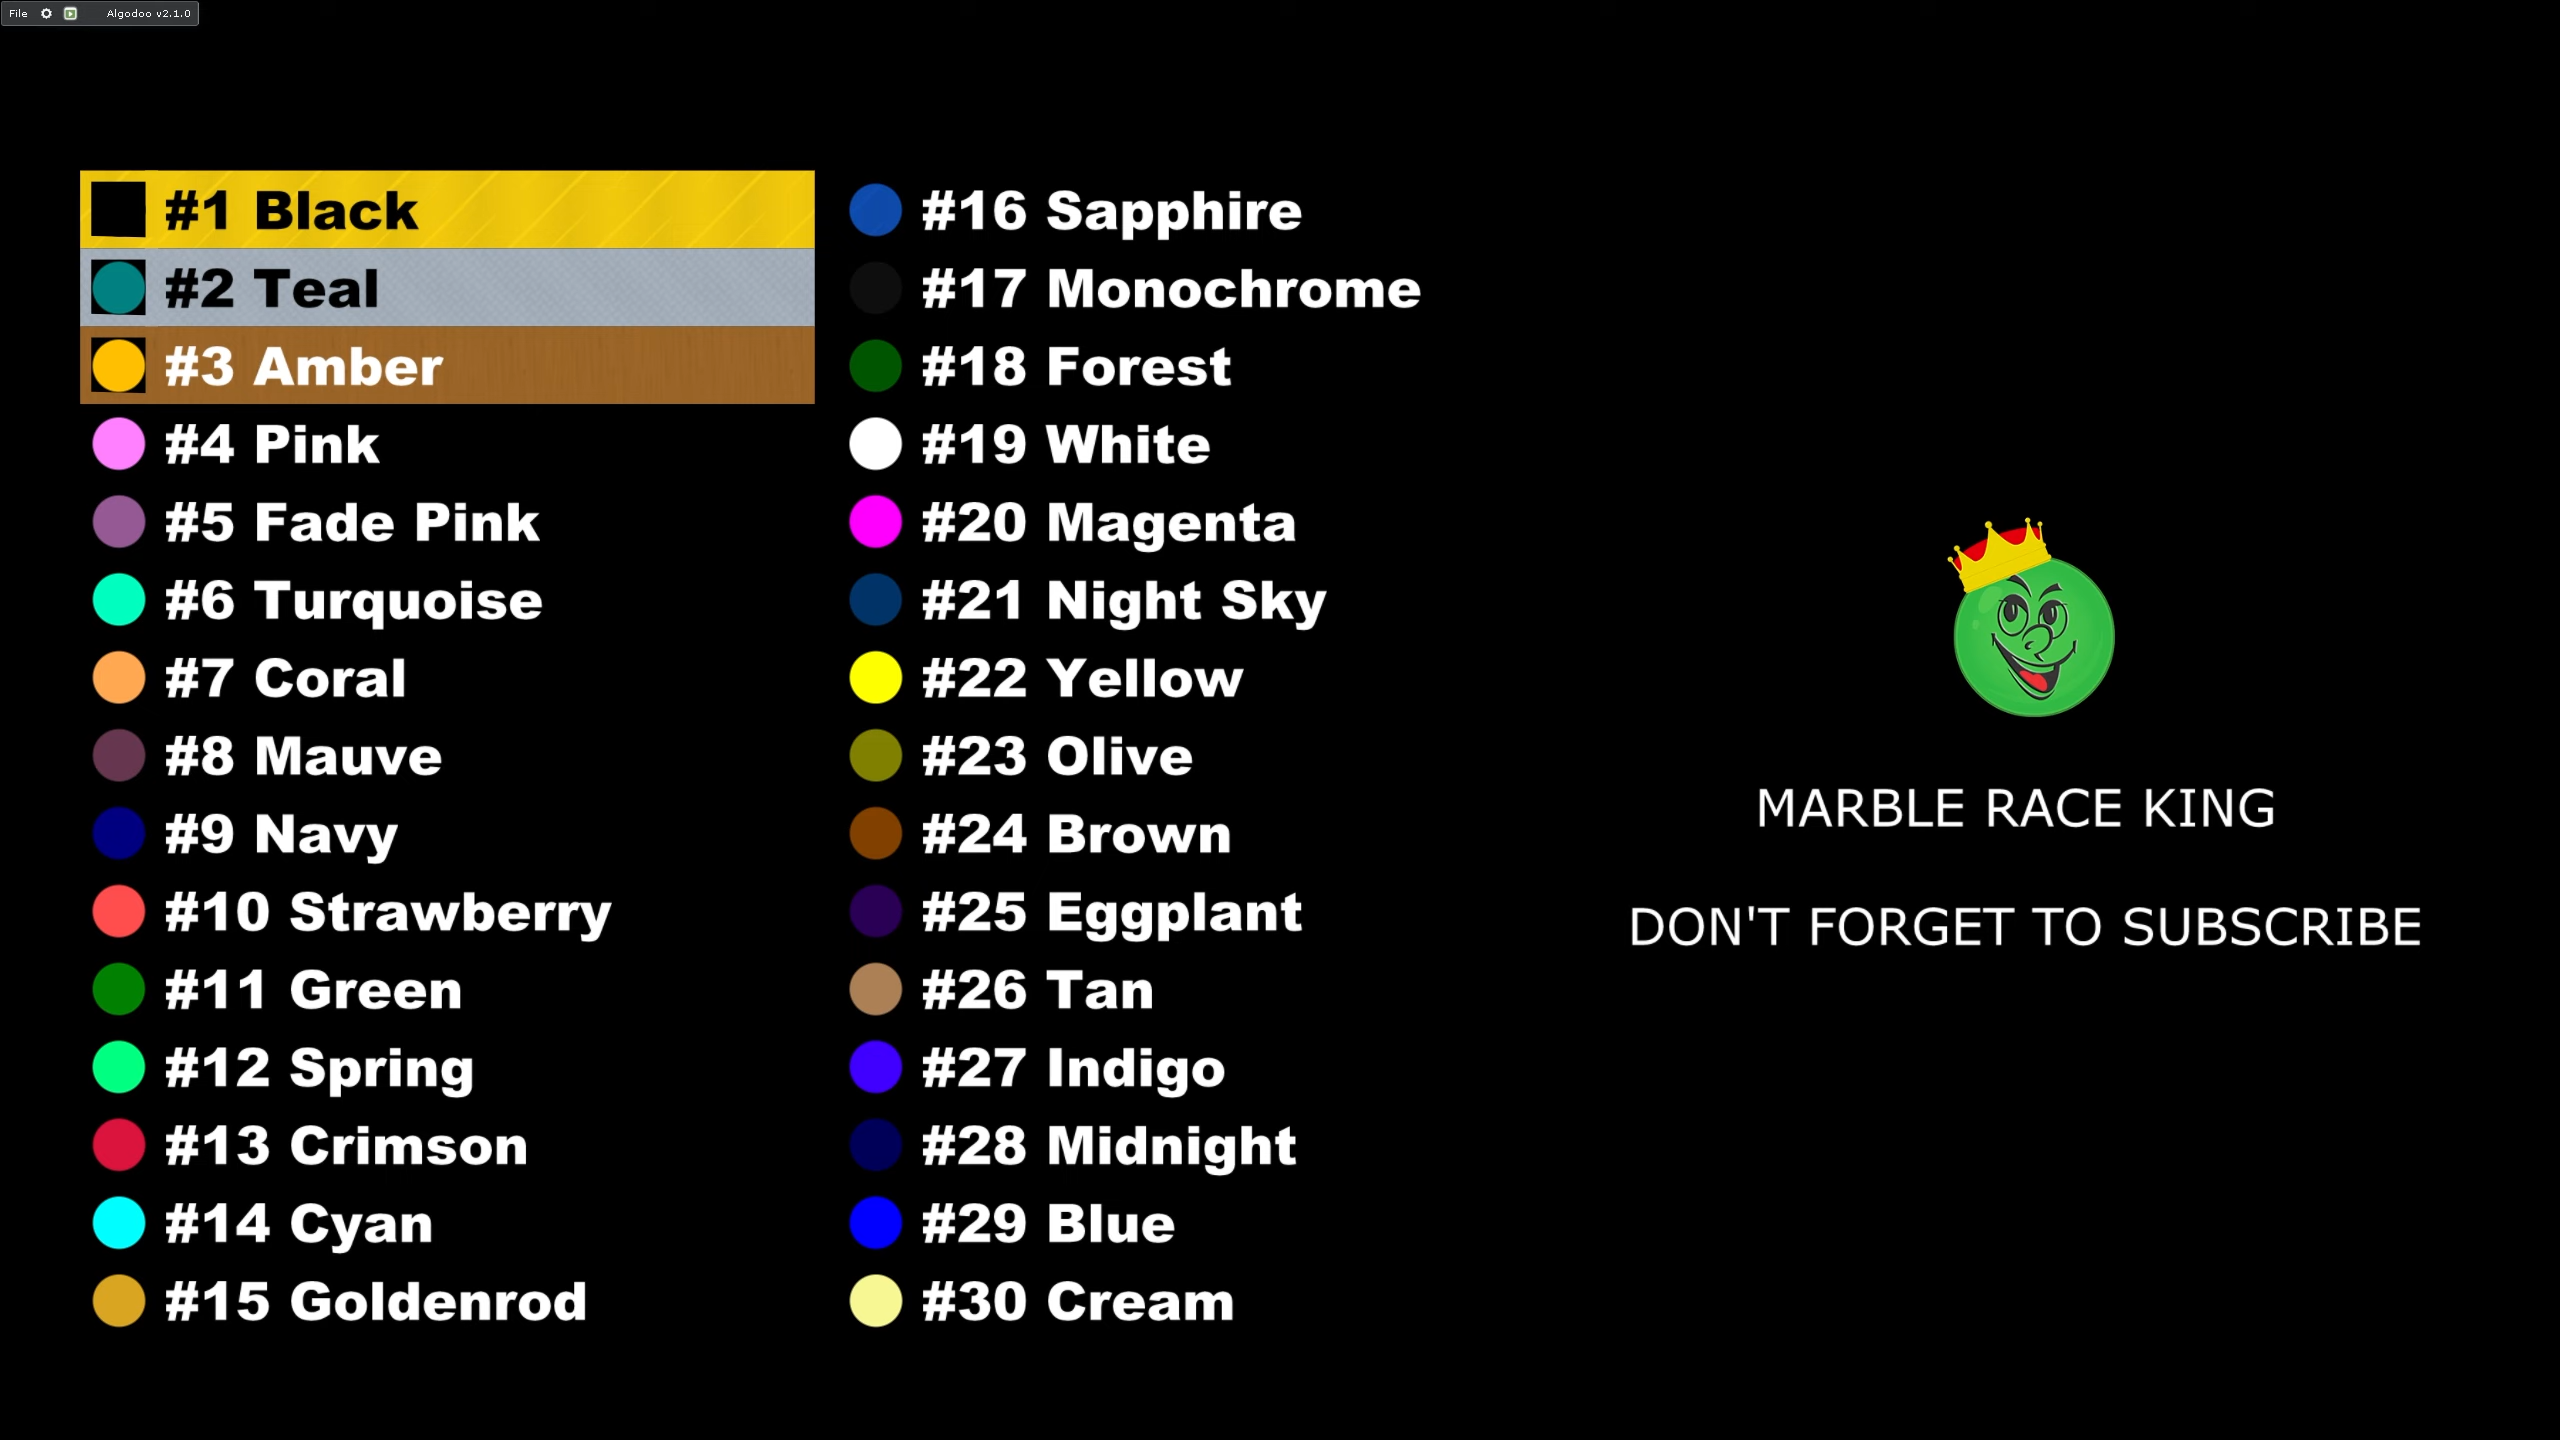 File Algodoo v2.1.0
#1 Black
#2 Teal
#3 Amber
#4 Pink
#5 Fade Pink
#6 Turquoise
#7 Coral
#8 Mauve
#9 Navy
#10 Strawberry
#11 Green
#12 Spring
#13 Crimson
#14 Cyan
#15 Goldenrod
#16 Sapphire
#17 Monochrome
#18 Forest
#19 White
#20 Magenta
#21 Night Sky
#22 Yellow
#23 Olive
#24 Brown
#25 Eggplant
#26 Tan
#27 Indigo
#28 Midnight
#29 Blue
#30 Cream
MARBLE RACE KING
DON'T FORGET TO SUBSCRIBE